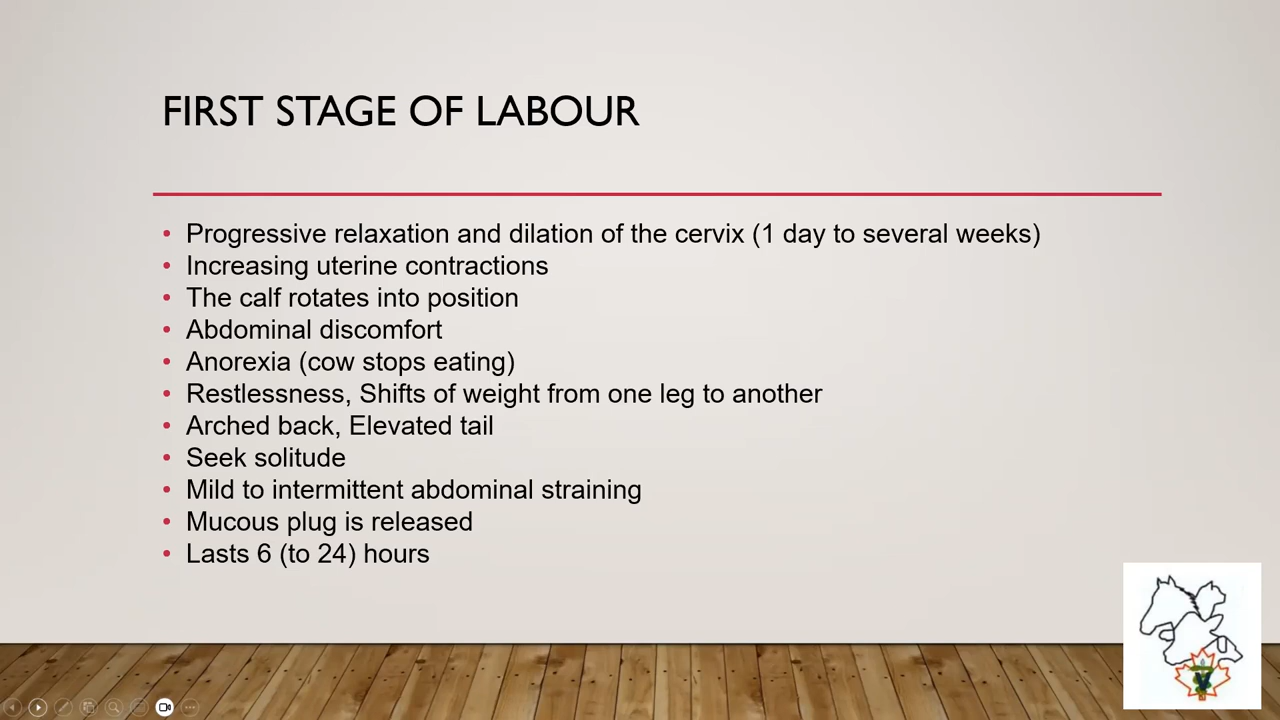 FIRST STAGE OF LABOUR
• Progressive relaxation and dilation of the cervix (1 day to several weeks)
• Increasing uterine contractions
• The calf rotates into position
• Abdominal discomfort
• Anorexia (cow stops eating)
• Restlessness, Shifts of weight from one leg to another
• Arched back, Elevated tail
• Seek solitude
• Mild to intermittent abdominal straining
• Mucous plug is released
• Lasts 6 (to 24) hours